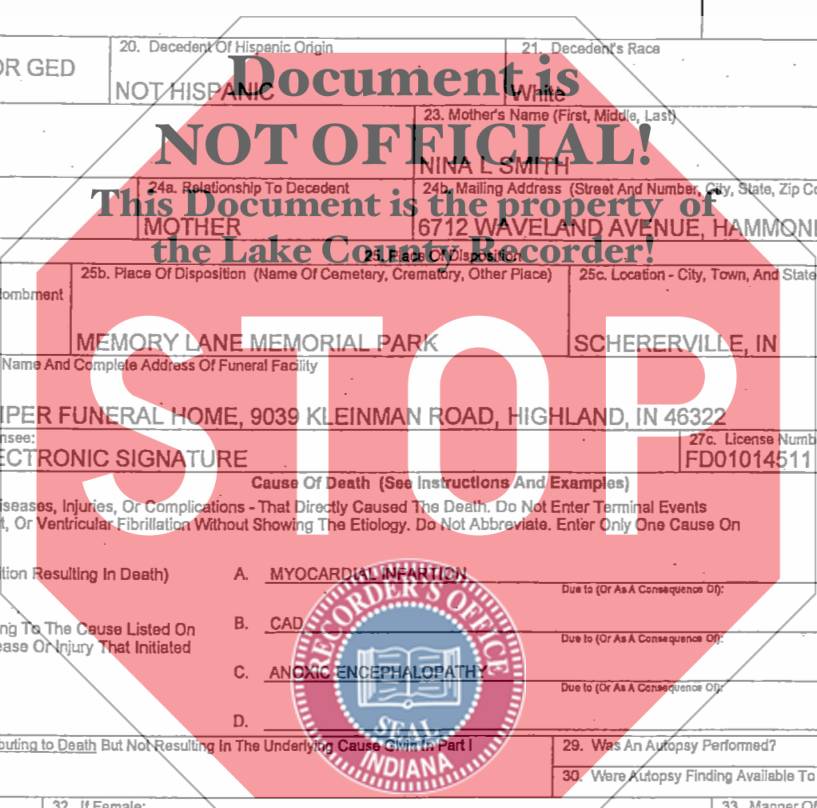 20. Decedent Of Hispanic Origin
21. Decedent's Race
OR GED
NOT HISPANIC
White
Document is
23. Mother's Name (First, Middle, Last)
NOT OFFICIAL!
NINA L SMITH
24a. Relationship To Decedent
24b. Mailing Address (Street And Number, City, State, Zip Co
This Document is the property of
MOTHER
6712 WAVELAND AVENUE, HAMMON
the Lake County Recorder!
25. Place Of Disposition
25b. Place Of Disposition (Name Of Cemetary, Crematory, Other Place)
25c. Location - City, Town, And State
ombment
MEMORY LANE MEMORIAL PARK
SCHERERVILLE, IN
STOP
Name And Complete Address Of Funeral Facility
IPER FUNERAL HOME, 9039 KLEINMAN ROAD, HIGHLAND, IN 46322
nsee:
27c. License Numb
ECTRONIC SIGNATURE
FD01014511
Cause Of Death (See Instructions And Examples)
iseases, Injuries, Or Complications - That Directly Caused The Death. Do Not Enter Terminal Events
t, Or Ventricular Fibrillation Without Showing The Etiology. Do Not Abbreviate. Enter Only One Cause On
tion Resulting In Death)
A. MYOCARDIAL INFARTION
Due to (Or As A Consequence Of):
ng To The Cause Listed On
B. CAD
ease Or Injury That Initiated
Due to (Or As A Consequence Of):
C. ANOXIC ENCEPHALOPATHY
Due to (Or As A Consequence Of):
D.
RECORDER'S OFFICE
SEAL
INDIANA
buting to Death But Not Resulting In The Underlying Cause Givin In Part I
29. Was An Autopsy Performed?
30. Were Autopsy Finding Available To
32. If Female:
33. Manner Of